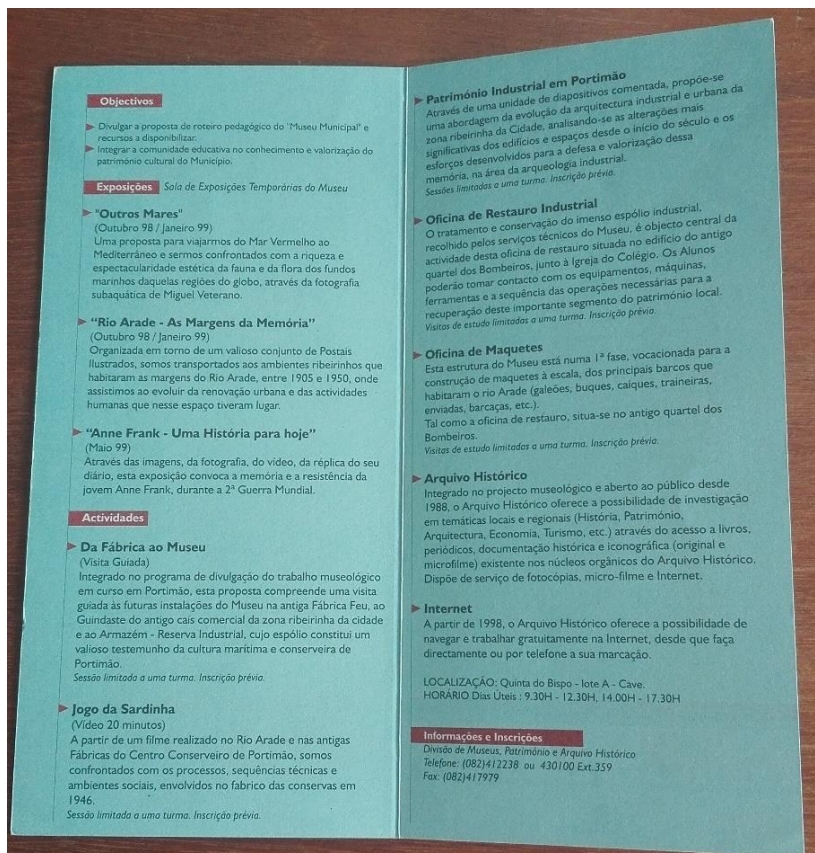 Objectivos
Divulgar a proposta de roteiro pedagógico do "Museu Municipal" e
recursos a disponibilizar.
Integrar a comunidade educativa no conhecimento e valorização do
património cultural do Município.
Exposições Sala de Exposições Temporárias do Museu
"Outros Mares"
(Outubro 98 / Janeiro 99)
Uma proposta para viajarmos do Mar Vermelho ao
Mediterrâneo e sermos confrontados com a riqueza e
espectacularidade estética da fauna e da flora dos fundos
marinhos daquelas regiões do globo, através da fotografia
subaquática de Miguel Veterano.
“Rio Arade - As Margens da Memória”
(Outubro 98 / Janeiro 99)
Organizada em torno de um valioso conjunto de Postais
Ilustrados, somos transportados aos ambientes ribeirinhos que
habitaram as margens do Rio Arade, entre 1905 e 1950, onde
assistimos ao evoluir da renovação urbana e das actividades
humanas que nesse espaço tiveram lugar.
“Anne Frank - Uma História para hoje”
(Maio 99)
Através das imagens, da fotografia, do vídeo, da réplica do seu
diário, esta exposição convoca a memória e a resistência da
jovem Anne Frank, durante a 2ª Guerra Mundial.
Actividades
Da Fábrica ao Museu
(Visita Guiada)
Integrado no programa de divulgação do trabalho museológico
em curso em Portimão, esta proposta compreende uma visita
guiada às futuras instalações do Museu na antiga Fábrica Feu, ao
Guindaste do antigo cais comercial da zona ribeirinha da cidade
e ao Armazém - Reserva Industrial, cujo espólio constitui um
valioso testemunho da cultura marítima e conserveira de
Portimão.
Sessão limitada a uma turma. Inscrição prévia.
Jogo da Sardinha
(Vídeo 20 minutos)
A partir de um filme realizado no Rio Arade e nas antigas
Fábricas do Centro Conserveiro de Portimão, somos
confrontados com os processos, sequências técnicas e
ambientes sociais, envolvidos no fabrico das conservas em
1946.
Sessão limitada a uma turma. Inscrição prévia.
Património Industrial em Portimão
Através de uma unidade de diapositivos comentada, propõe-se
uma abordagem da evolução da arquitectura industrial e urbana da
zona ribeirinha da Cidade, analisando-se as alterações mais
significativas dos edifícios e espaços desde o início do século e os
esforços desenvolvidos para a defesa e valorização dessa
memória, na área da arqueologia industrial.
Sessões limitadas a uma turma. Inscrição prévia.
Oficina de Restauro Industrial
O tratamento e conservação do imenso espólio industrial,
recolhido pelos serviços técnicos do Museu, é objecto central da
actividade desta oficina de restauro situada no edifício do antigo
quartel dos Bombeiros, junto à Igreja do Colégio. Os Alunos
poderão tomar contacto com os equipamentos, máquinas,
ferramentas e a sequência das operações necessárias para a
recuperação deste importante segmento do património local.
Visitas de estudo limitadas a uma turma. Inscrição prévia.
Oficina de Maquetes
Esta estrutura do Museu está numa 1ª fase, vocacionada para a
construção de maquetes à escala, dos principais barcos que
habitaram o rio Arade (galeões, buques, caiques, traineiras,
enviadas, barcaças, etc.).
Tal como a oficina de restauro, situa-se no antigo quartel dos
Bombeiros.
Visitas de estudo limitadas a uma turma. Inscrição prévia.
Arquivo Histórico
Integrado no projecto museológico e aberto ao público desde
1988, o Arquivo Histórico oferece a possibilidade de investigação
em temáticas locais e regionais (História, Património,
Arquitectura, Economia, Turismo, etc.) através do acesso a livros,
periódicos, documentação histórica e iconográfica (original e
microfilme) existente nos núcleos orgânicos do Arquivo Histórico.
Dispõe de serviço de fotocópias, micro-filme e Internet.
Internet
A partir de 1998, o Arquivo Histórico oferece a possibilidade de
navegar e trabalhar gratuitamente na Internet, desde que faça
directamente ou por telefone a sua marcação.
LOCALIZAÇÃO: Quinta do Bispo - lote A - Cave.
HORÁRIO Dias Úteis : 9.30H - 12.30H, 14.00H - 17.30H
Informações e Inscrições
Divisão de Museus, Património e Arquivo Histórico
Telefone: (082)412238 ou 430100 Ext.359
Fax: (082)417979